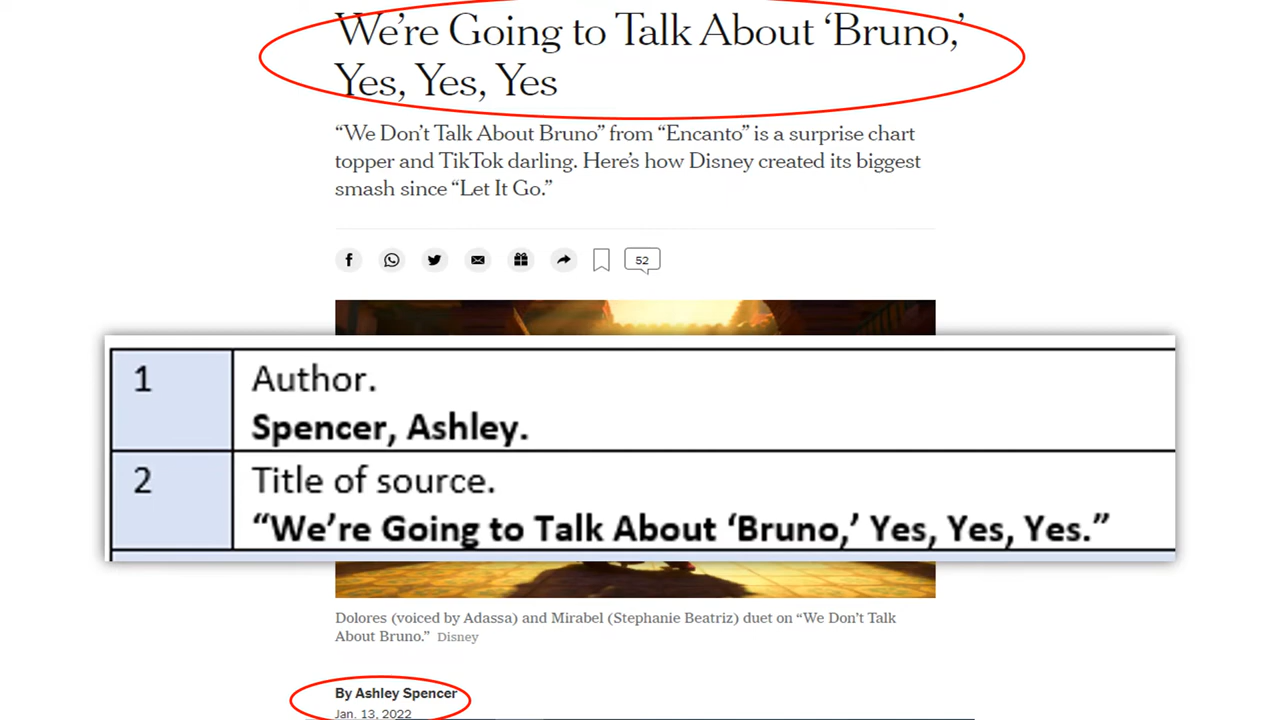 We’re Going to Talk About ‘Bruno,’
Yes, Yes, Yes
“We Don’t Talk About Bruno” from “Encanto” is a surprise chart
topper and TikTok darling. Here’s how Disney created its biggest
smash since “Let It Go.”
52
1 Author.
Spencer, Ashley.
2 Title of source.
“We’re Going to Talk About ‘Bruno,’ Yes, Yes, Yes.”
Dolores (voiced by Adassa) and Mirabel (Stephanie Beatriz) duet on “We Don’t Talk
About Bruno.” Disney
By Ashley Spencer
Jan. 13, 2022